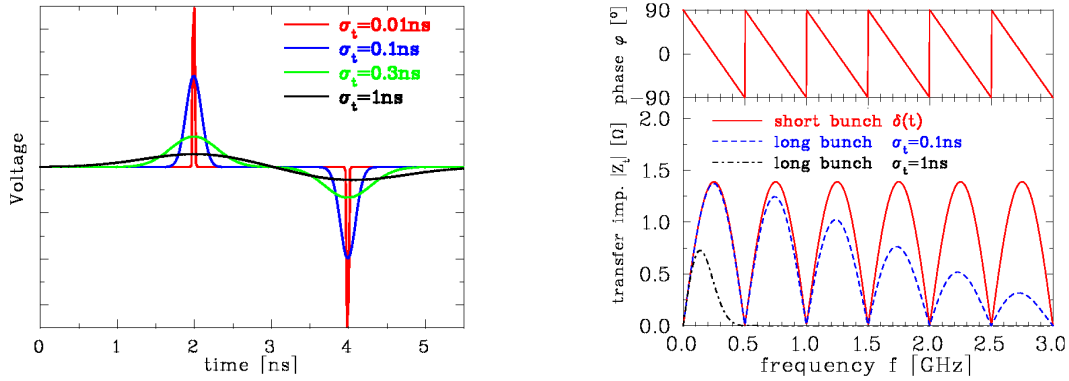 σt=0.01ns
σt=0.1ns
σt=0.3ns
σt=1ns
Voltage
0 1 2 3 4 5
time [ns]
phase φ [°]
90
0
−90
transfer imp. |Zt| [Ω]
2.0
1.5
1.0
0.5
0.0
short bunch δ(t)
long bunch σt=0.1ns
long bunch σt=1ns
0.0 0.5 1.0 1.5 2.0 2.5 3.0
frequency f [GHz]